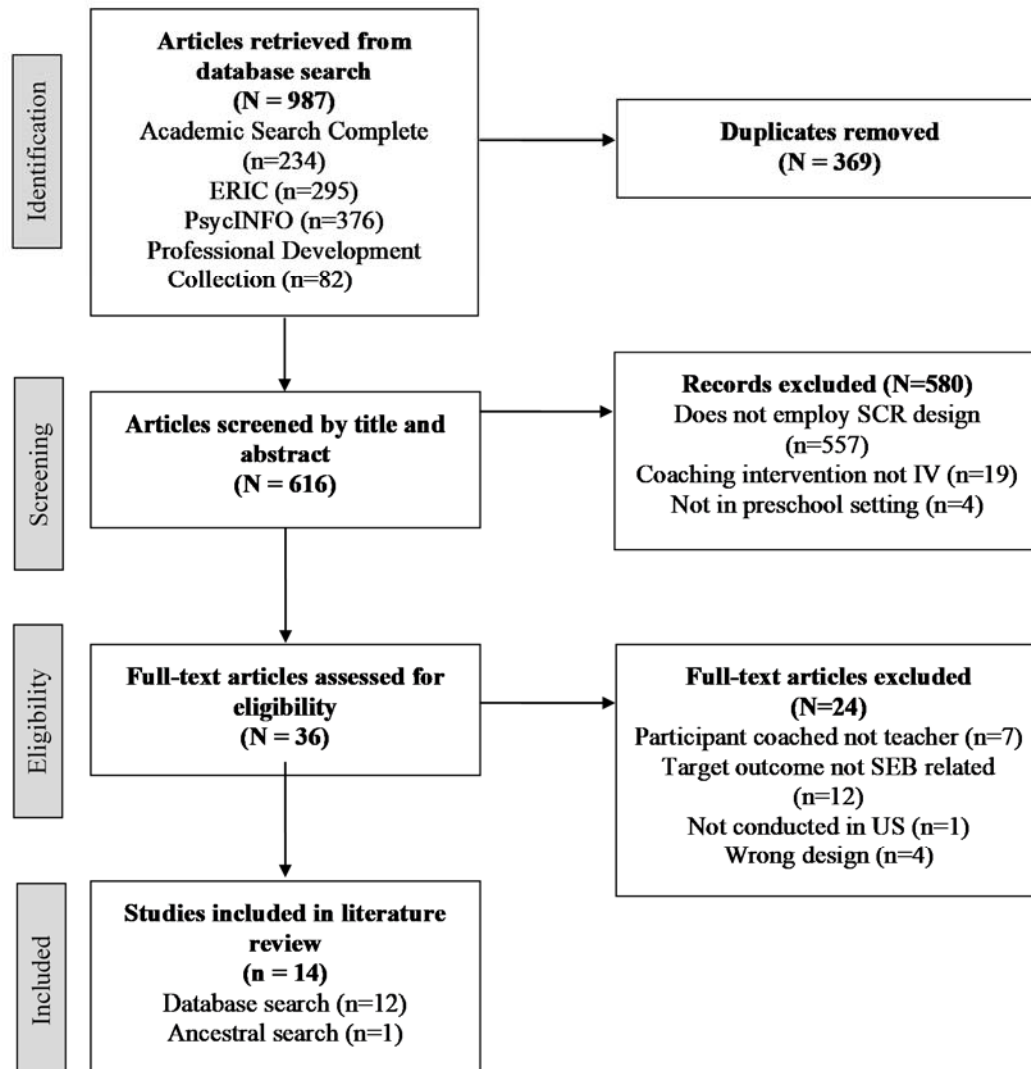 Identification
Articles retrieved from
database search
(N = 987)
Academic Search Complete
(n=234)
ERIC (n=295)
PsycINFO (n=376)
Professional Development
Collection (n=82)
Duplicates removed
(N = 369)
Screening
Articles screened by title and
abstract
(N = 616)
Records excluded (N=580)
Does not employ SCR design
(n=557)
Coaching intervention not IV (n=19)
Not in preschool setting (n=4)
Eligibility
Full-text articles assessed for
eligibility
(N = 36)
Full-text articles excluded
(N=24)
Participant coached not teacher (n=7)
Target outcome not SEB related
(n=12)
Not conducted in US (n=1)
Wrong design (n=4)
Included
Studies included in literature
review
(n = 14)
Database search (n=12)
Ancestral search (n=1)